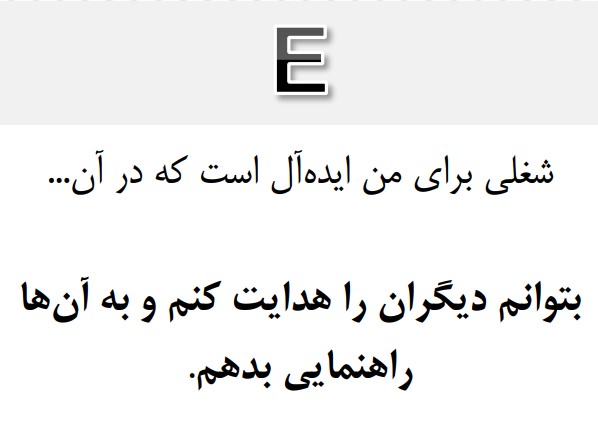 E
شغلی برای من ایده‌آل است که در آن...
بتوانم دیگران را هدایت کنم و به آن‌ها
راهنمایی بدهم.